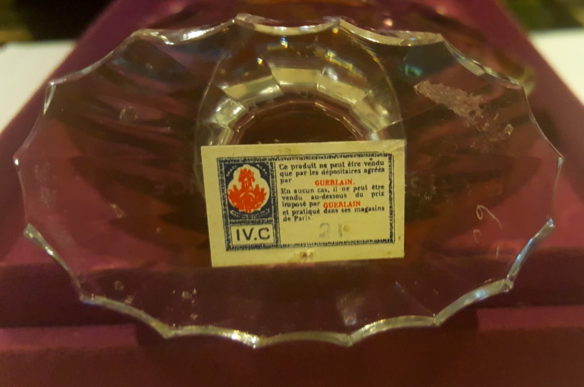 Ce produit ne peut être vendu
que par les dépositaires agréés
par GUERLAIN.
En aucun cas, il ne peut être
vendu au-dessus du prix
imposé par GUERLAIN
et pratiqué dans ses magasins
de Paris.
IV.C